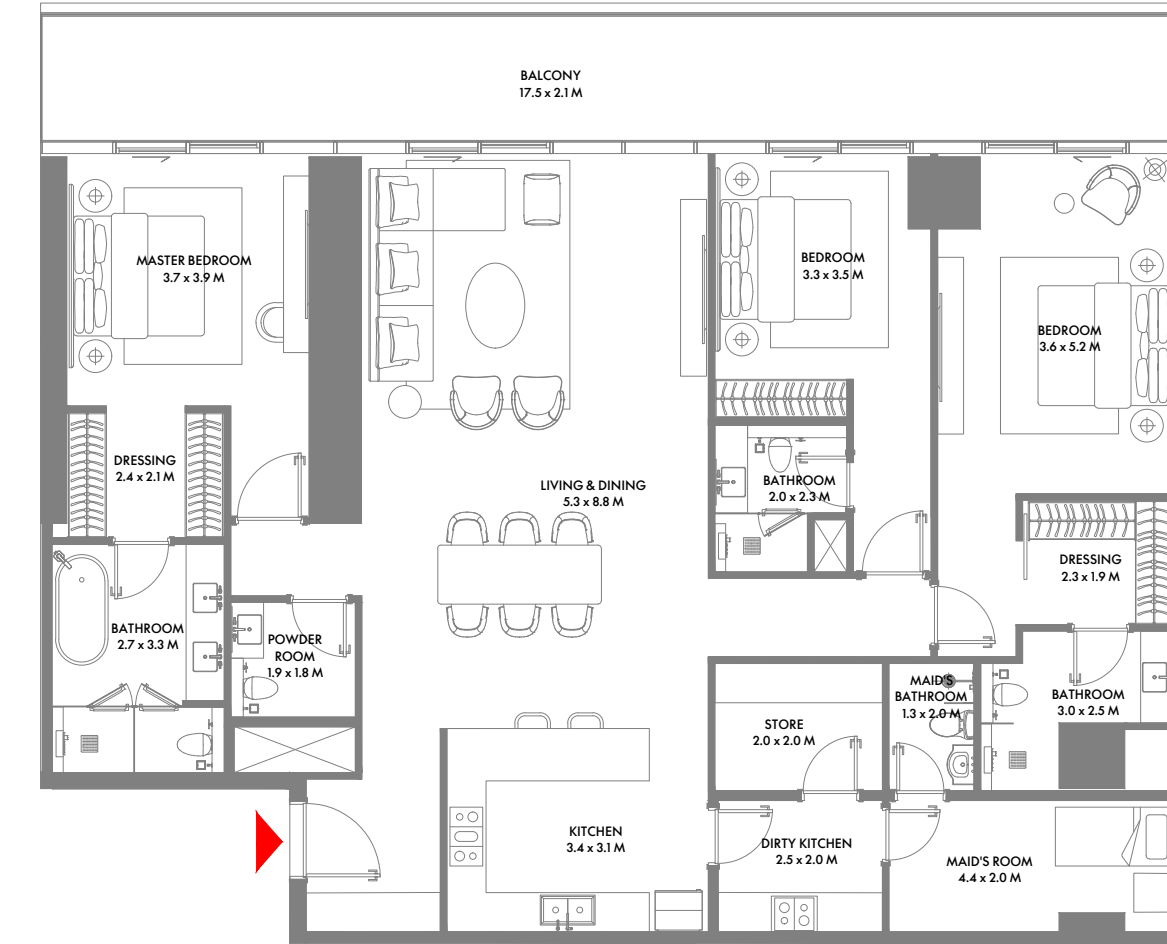 BALCONY
17.5 x 2.1 M
MASTER BEDROOM
3.7 x 3.9 M
BEDROOM
3.3 x 3.5 M
BEDROOM
3.6 x 5.2 M
DRESSING
2.4 x 2.1 M
LIVING & DINING
5.3 x 8.8 M
BATHROOM
2.0 x 2.3 M
DRESSING
2.3 x 1.9 M
BATHROOM
2.7 x 3.3 M
POWDER
ROOM
1.9 x 1.8 M
MAID'S
BATHROOM
1.3 x 2.0 M
BATHROOM
3.0 x 2.5 M
STORE
2.0 x 2.0 M
KITCHEN
3.4 x 3.1 M
DIRTY KITCHEN
2.5 x 2.0 M
MAID'S ROOM
4.4 x 2.0 M